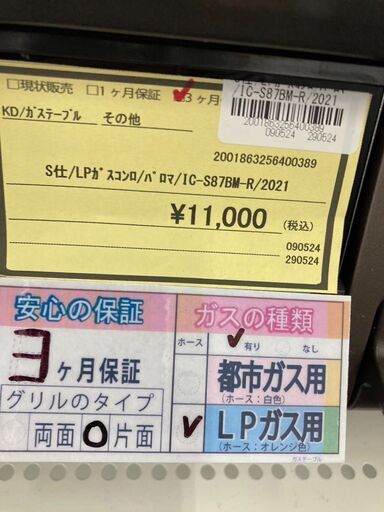 □現状販売 □1ヶ月保証 □3ヶ月
KD/ガステーブル その他
/IC-S87BM-R/2021
2001863256400389
090524 290524
2001863256400389
S仕/LPガスコンロ/パロマ/IC-S87BM-R/2021
¥11,000 (税込)
090524
290524
安心の保証
3ヶ月保証
グリルのタイプ
両面 片面
ガスの種類
ホース 有り なし
都市ガス用
(ホース:白色)
LPガス用
(ホース:オレンジ色)
ガステーブル